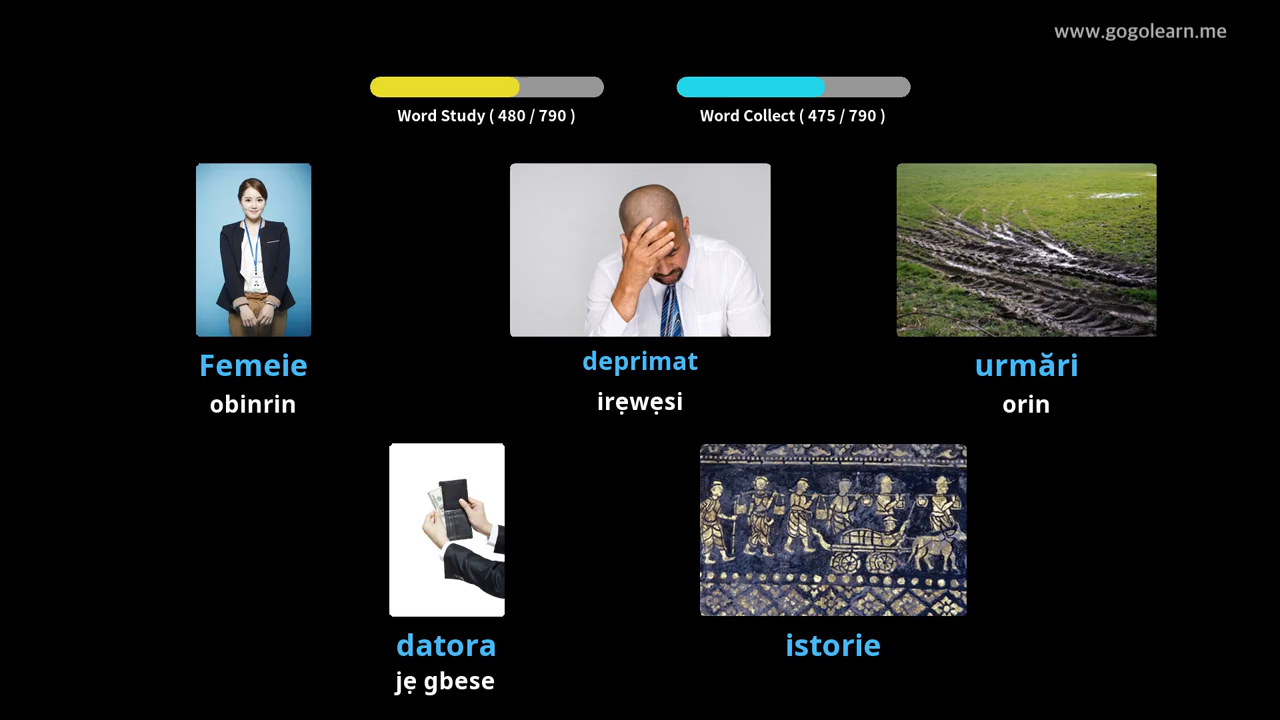 www.gogolearn.me
Word Study ( 480 / 790 )
Word Collect ( 475 / 790 )
Femeie
obinrin
deprimat
irẹwẹsi
urmări
orin
datora
jẹ gbese
istorie